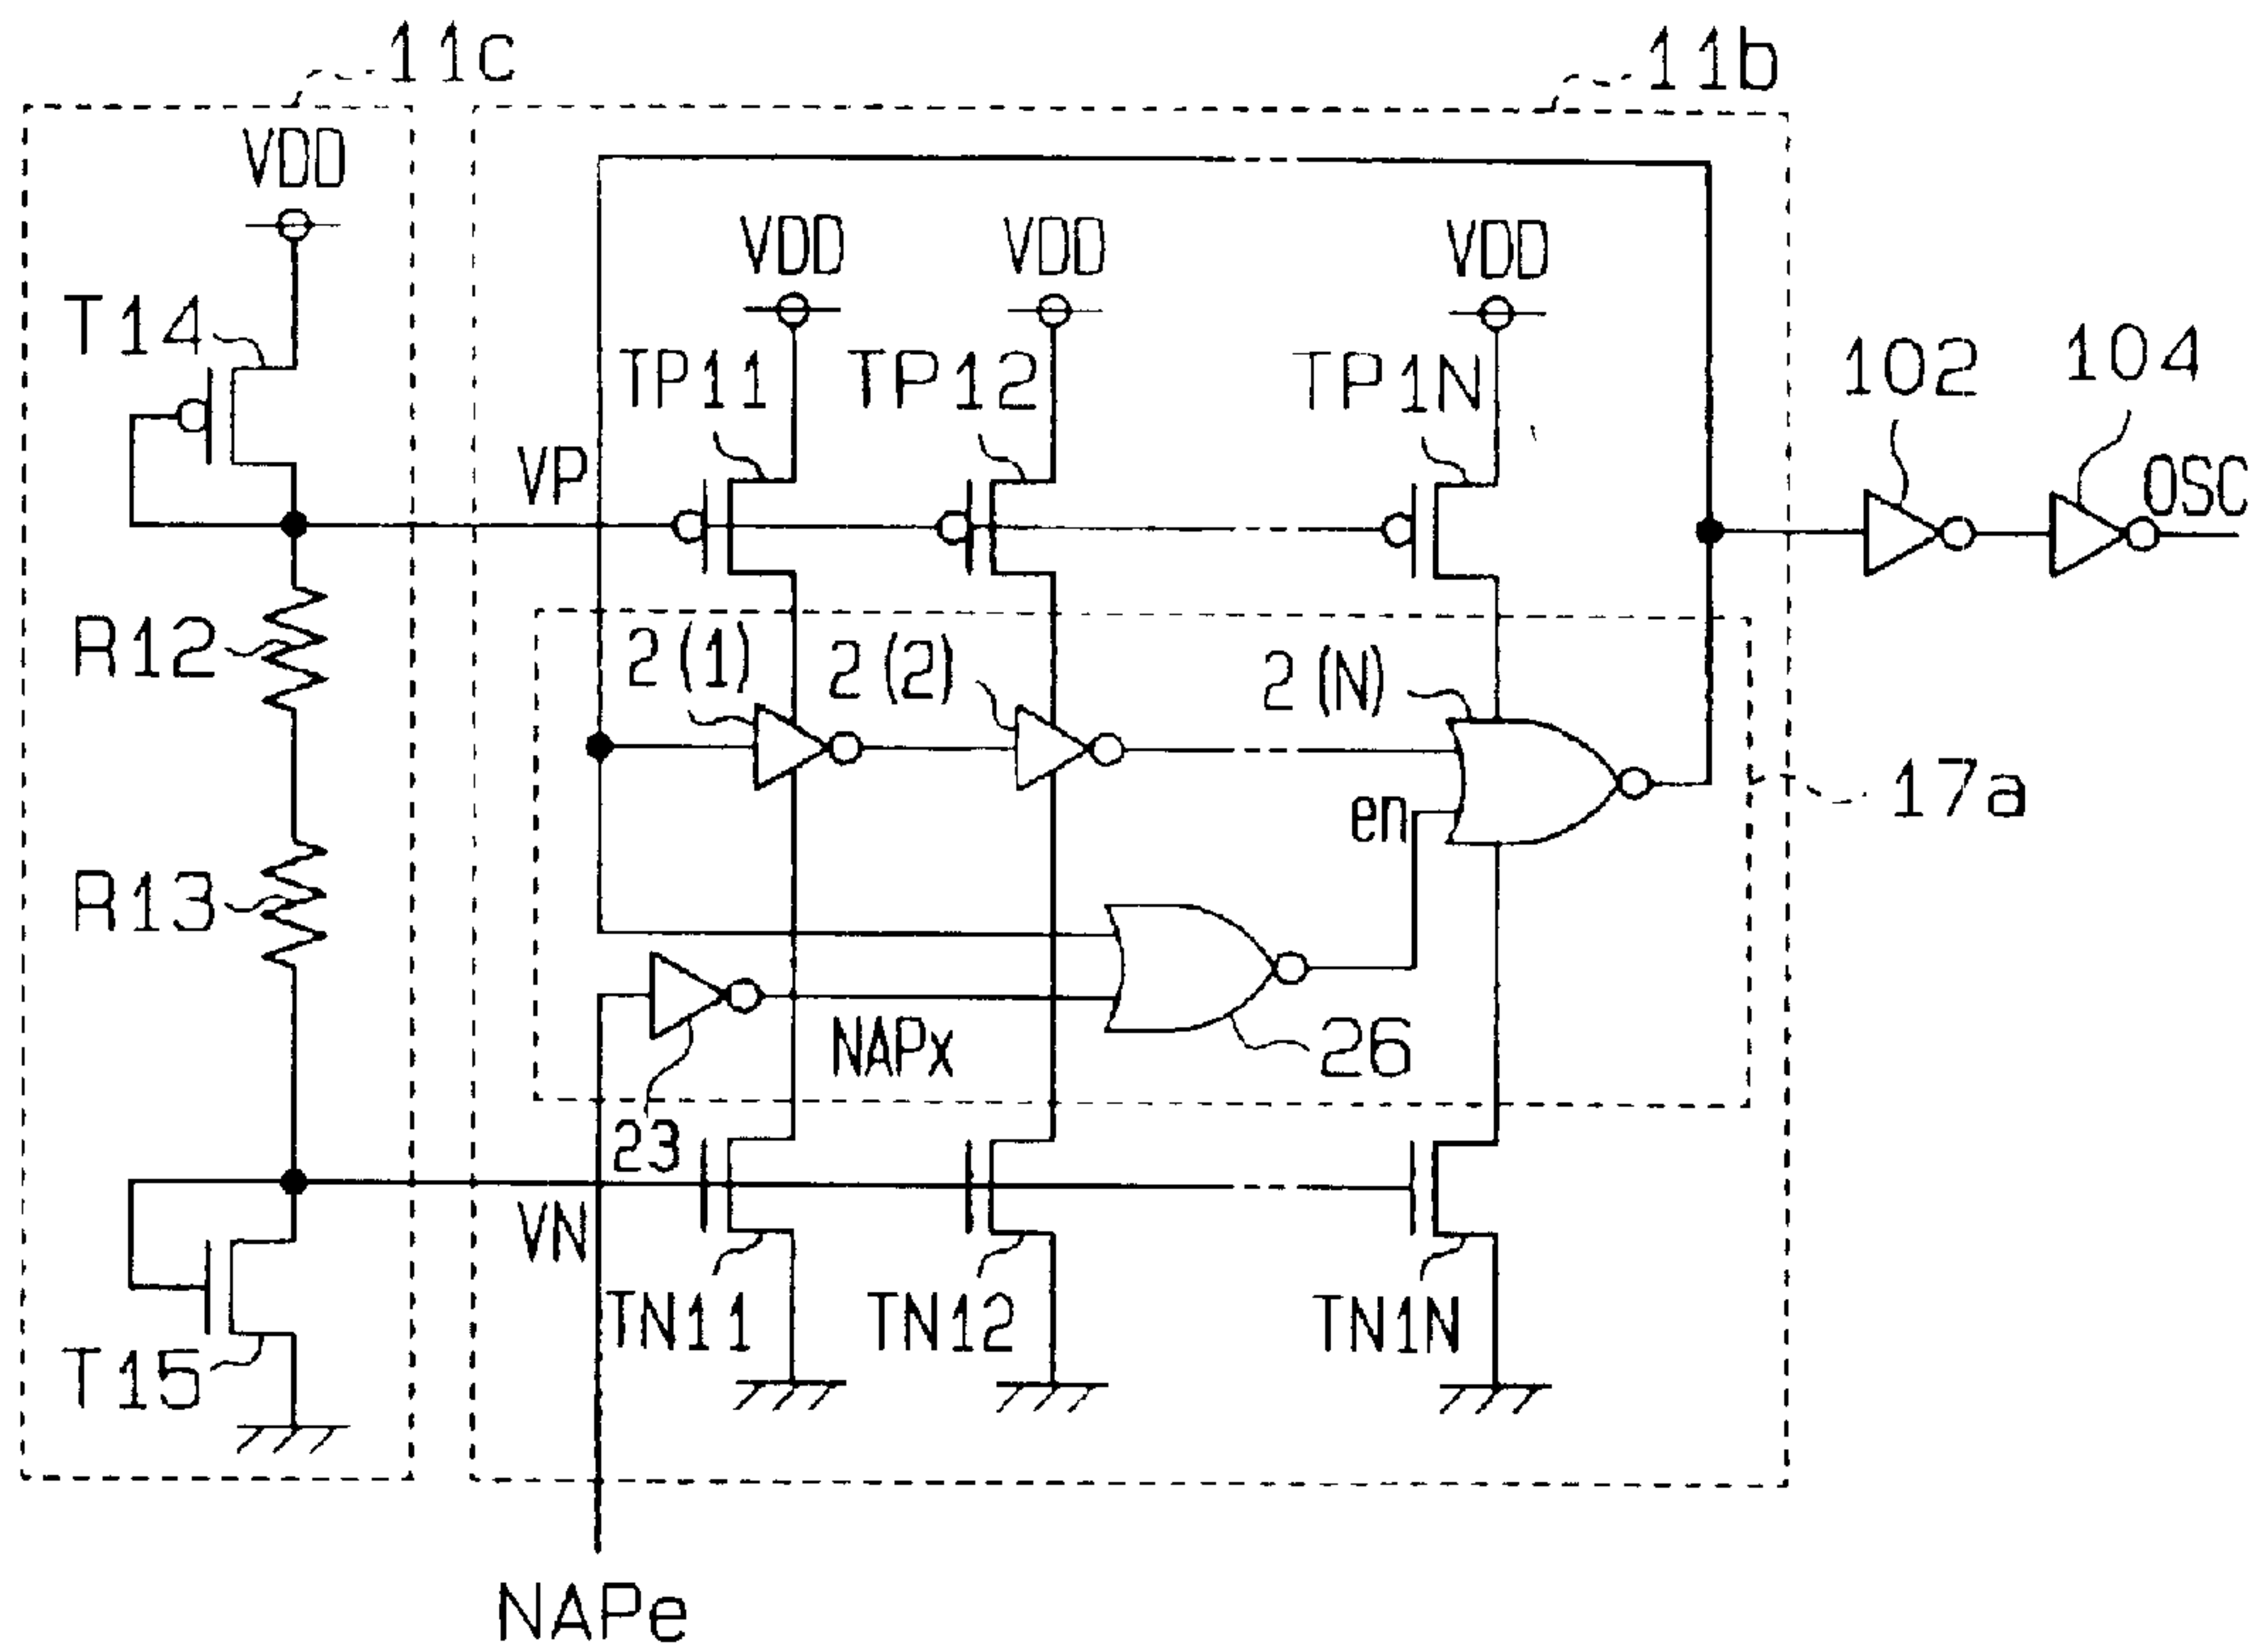 11c
11b
VDD
VDD
VDD
VDD
T14
TP11
TP12
TP1N
102
104
VP
OSC
R12
2(1)
2(2)
2(N)
17a
en
R13
NAPx
26
23
VN
TN11
TN12
TN1N
T15
NAPe